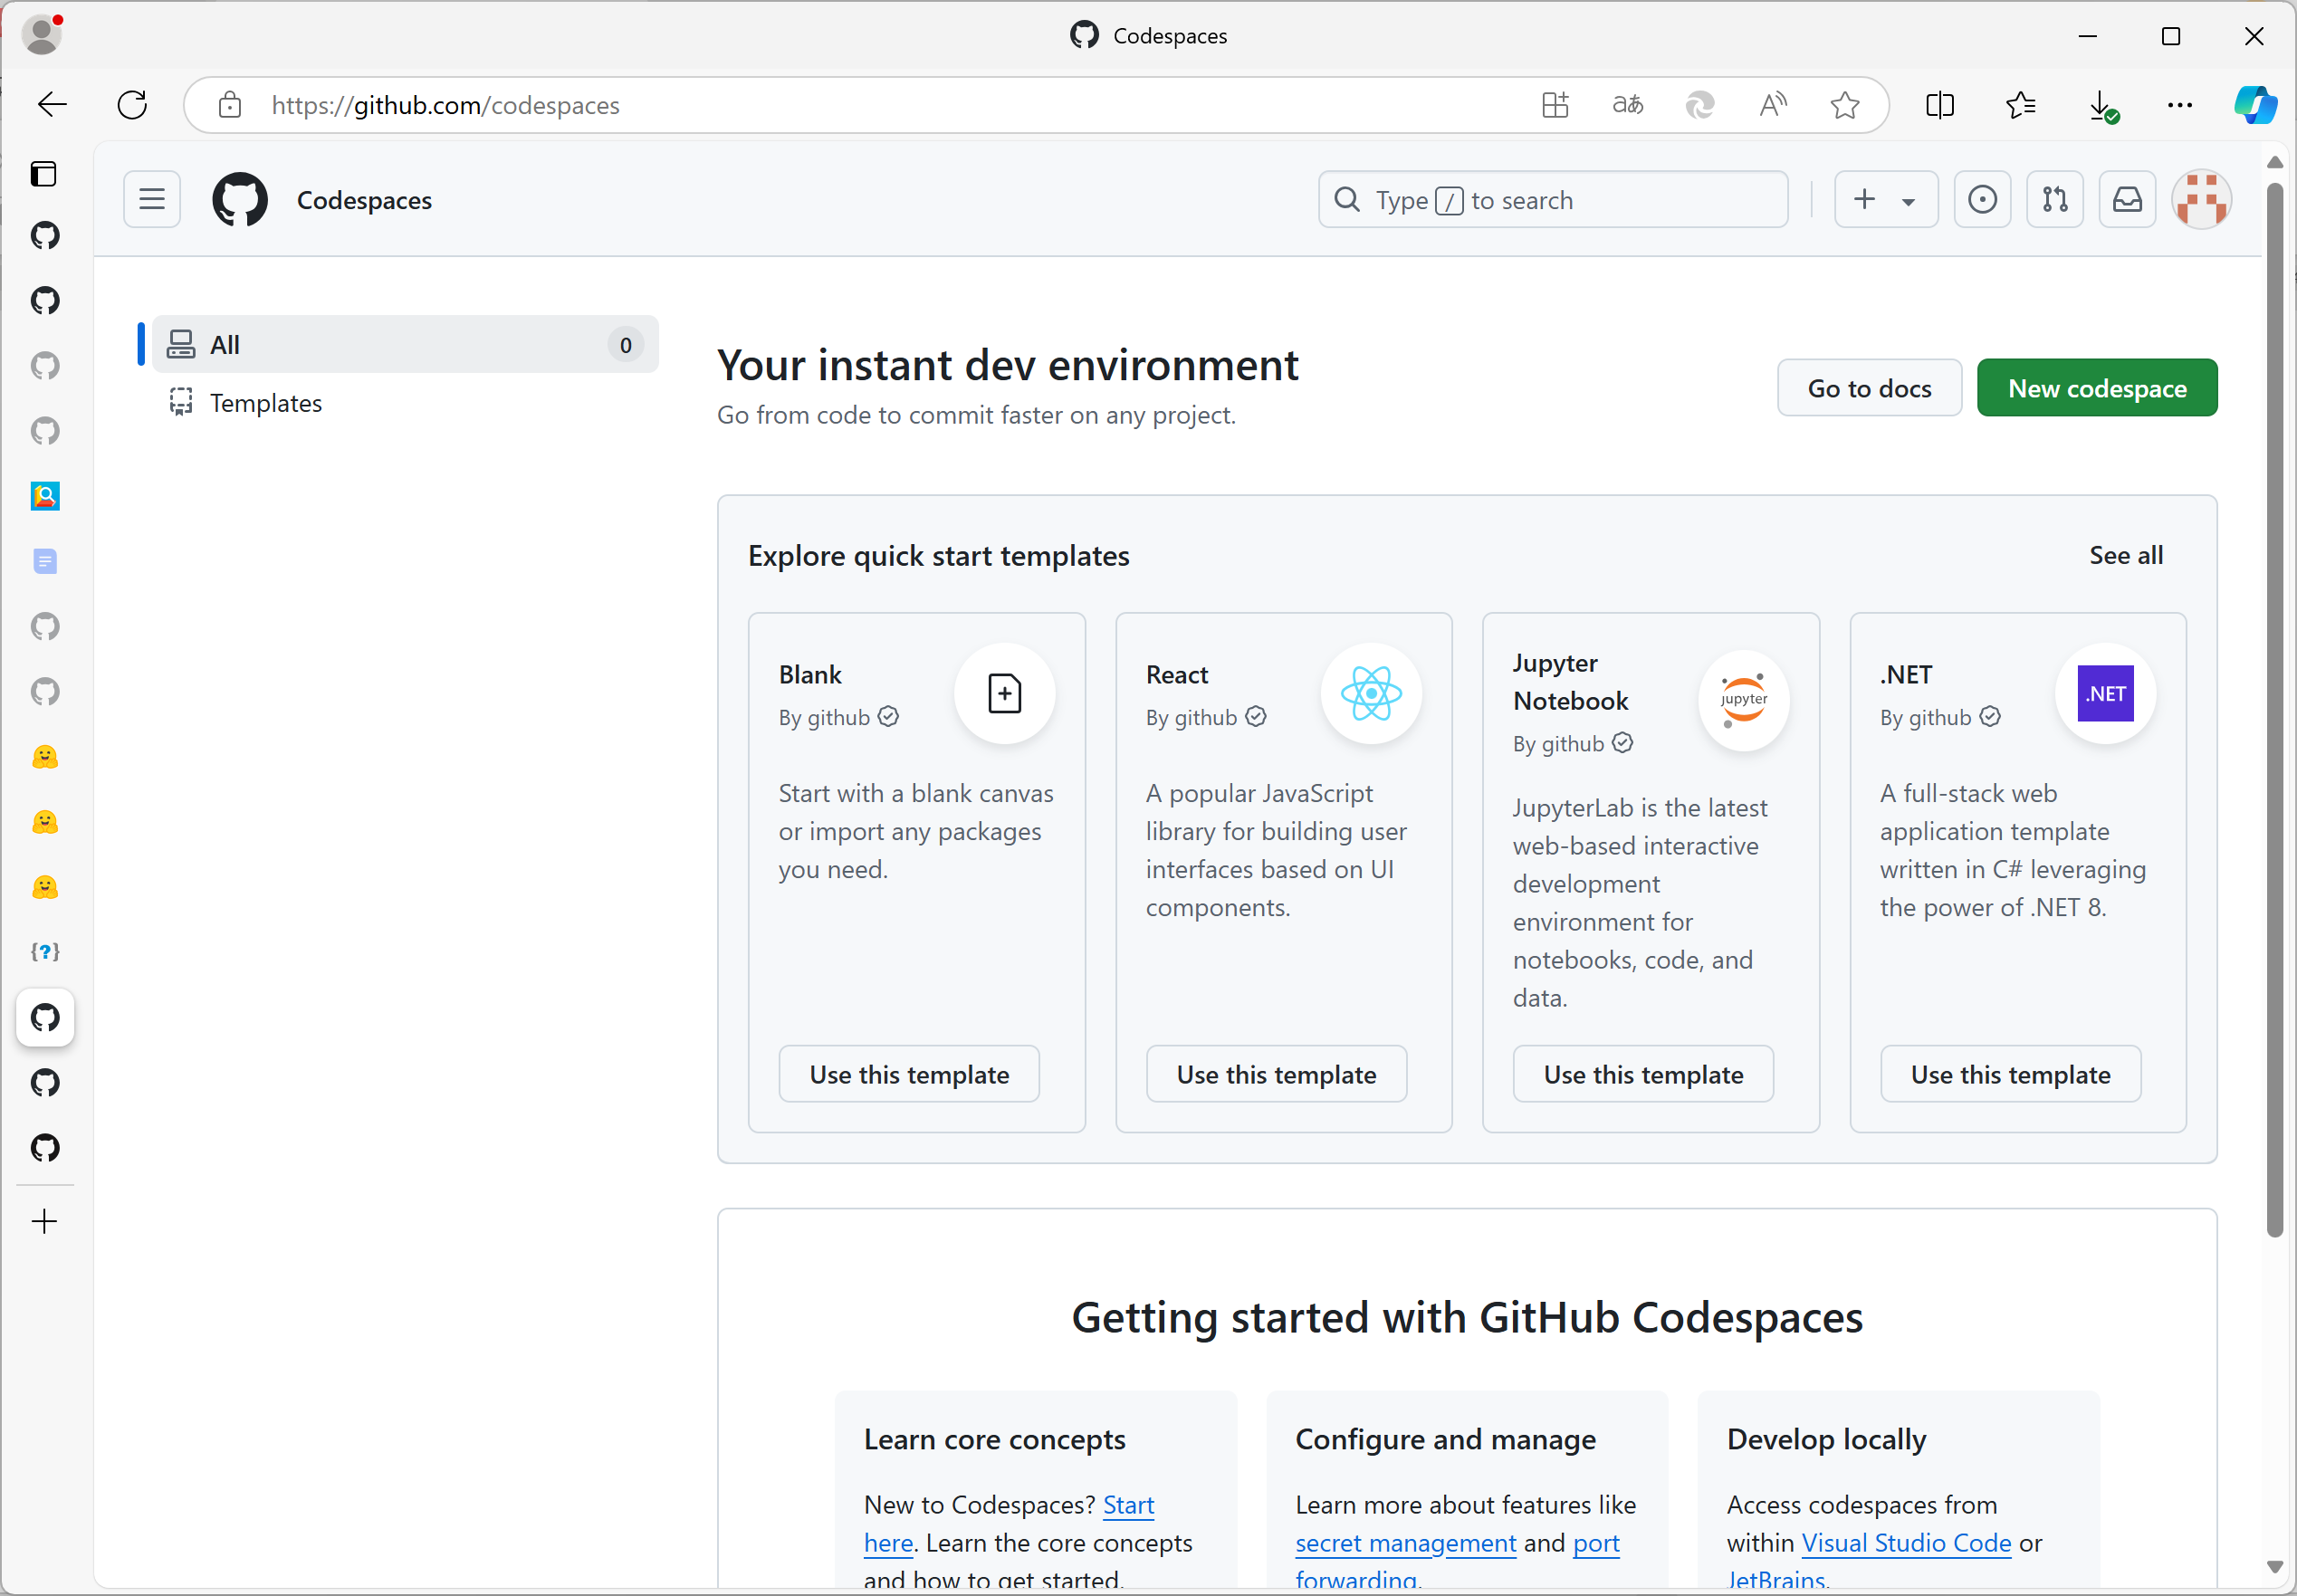 Codespaces
https://github.com/codespaces
aあ
Codespaces
Type / to search
All 0
Templates
Your instant dev environment
Go from code to commit faster on any project.
Go to docs
New codespace
Explore quick start templates
See all
Blank
By github
Start with a blank canvas
or import any packages
you need.
Use this template
React
By github
A popular JavaScript
library for building user
interfaces based on UI
components.
Use this template
Jupyter
Notebook
By github
jupyter
JupyterLab is the latest
web-based interactive
development
environment for
notebooks, code, and
data.
Use this template
.NET
By github
.NET
A full-stack web
application template
written in C# leveraging
the power of .NET 8.
Use this template
Getting started with GitHub Codespaces
Learn core concepts
New to Codespaces? Start
here. Learn the core concepts
and how to get started.
Configure and manage
Learn more about features like
secret management and port
forwarding.
Develop locally
Access codespaces from
within Visual Studio Code or
JetBrains.